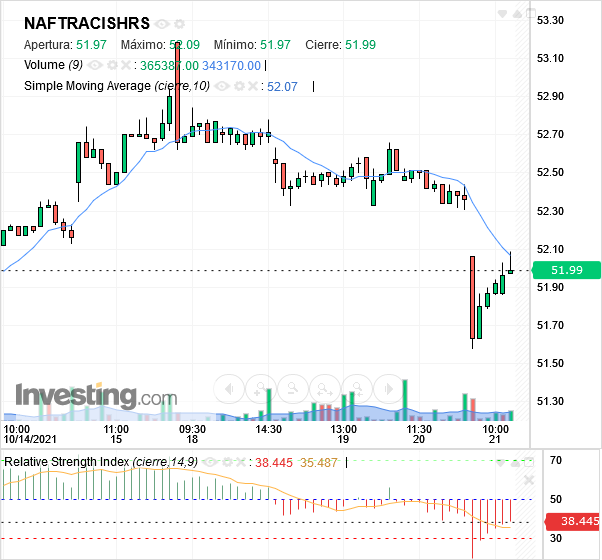 NAFTRACISHRS
Apertura: 51.97 Máximo: 52.09 Mínimo: 51.97 Cierre: 51.99
Volume (9) 365387.00 343170.00
Simple Moving Average (cierre,10) 52.07
53.30
53.10
52.90
52.70
52.50
52.30
52.10
51.99
51.90
51.70
51.50
51.30
Investing.com
10:00 11:00 09:30 14:30 13:00 11:30 10:00
10/14/2021 15 18 19 20 21
Relative Strength Index (cierre,14,9) 38.445 35.487
70
50
38.445
30